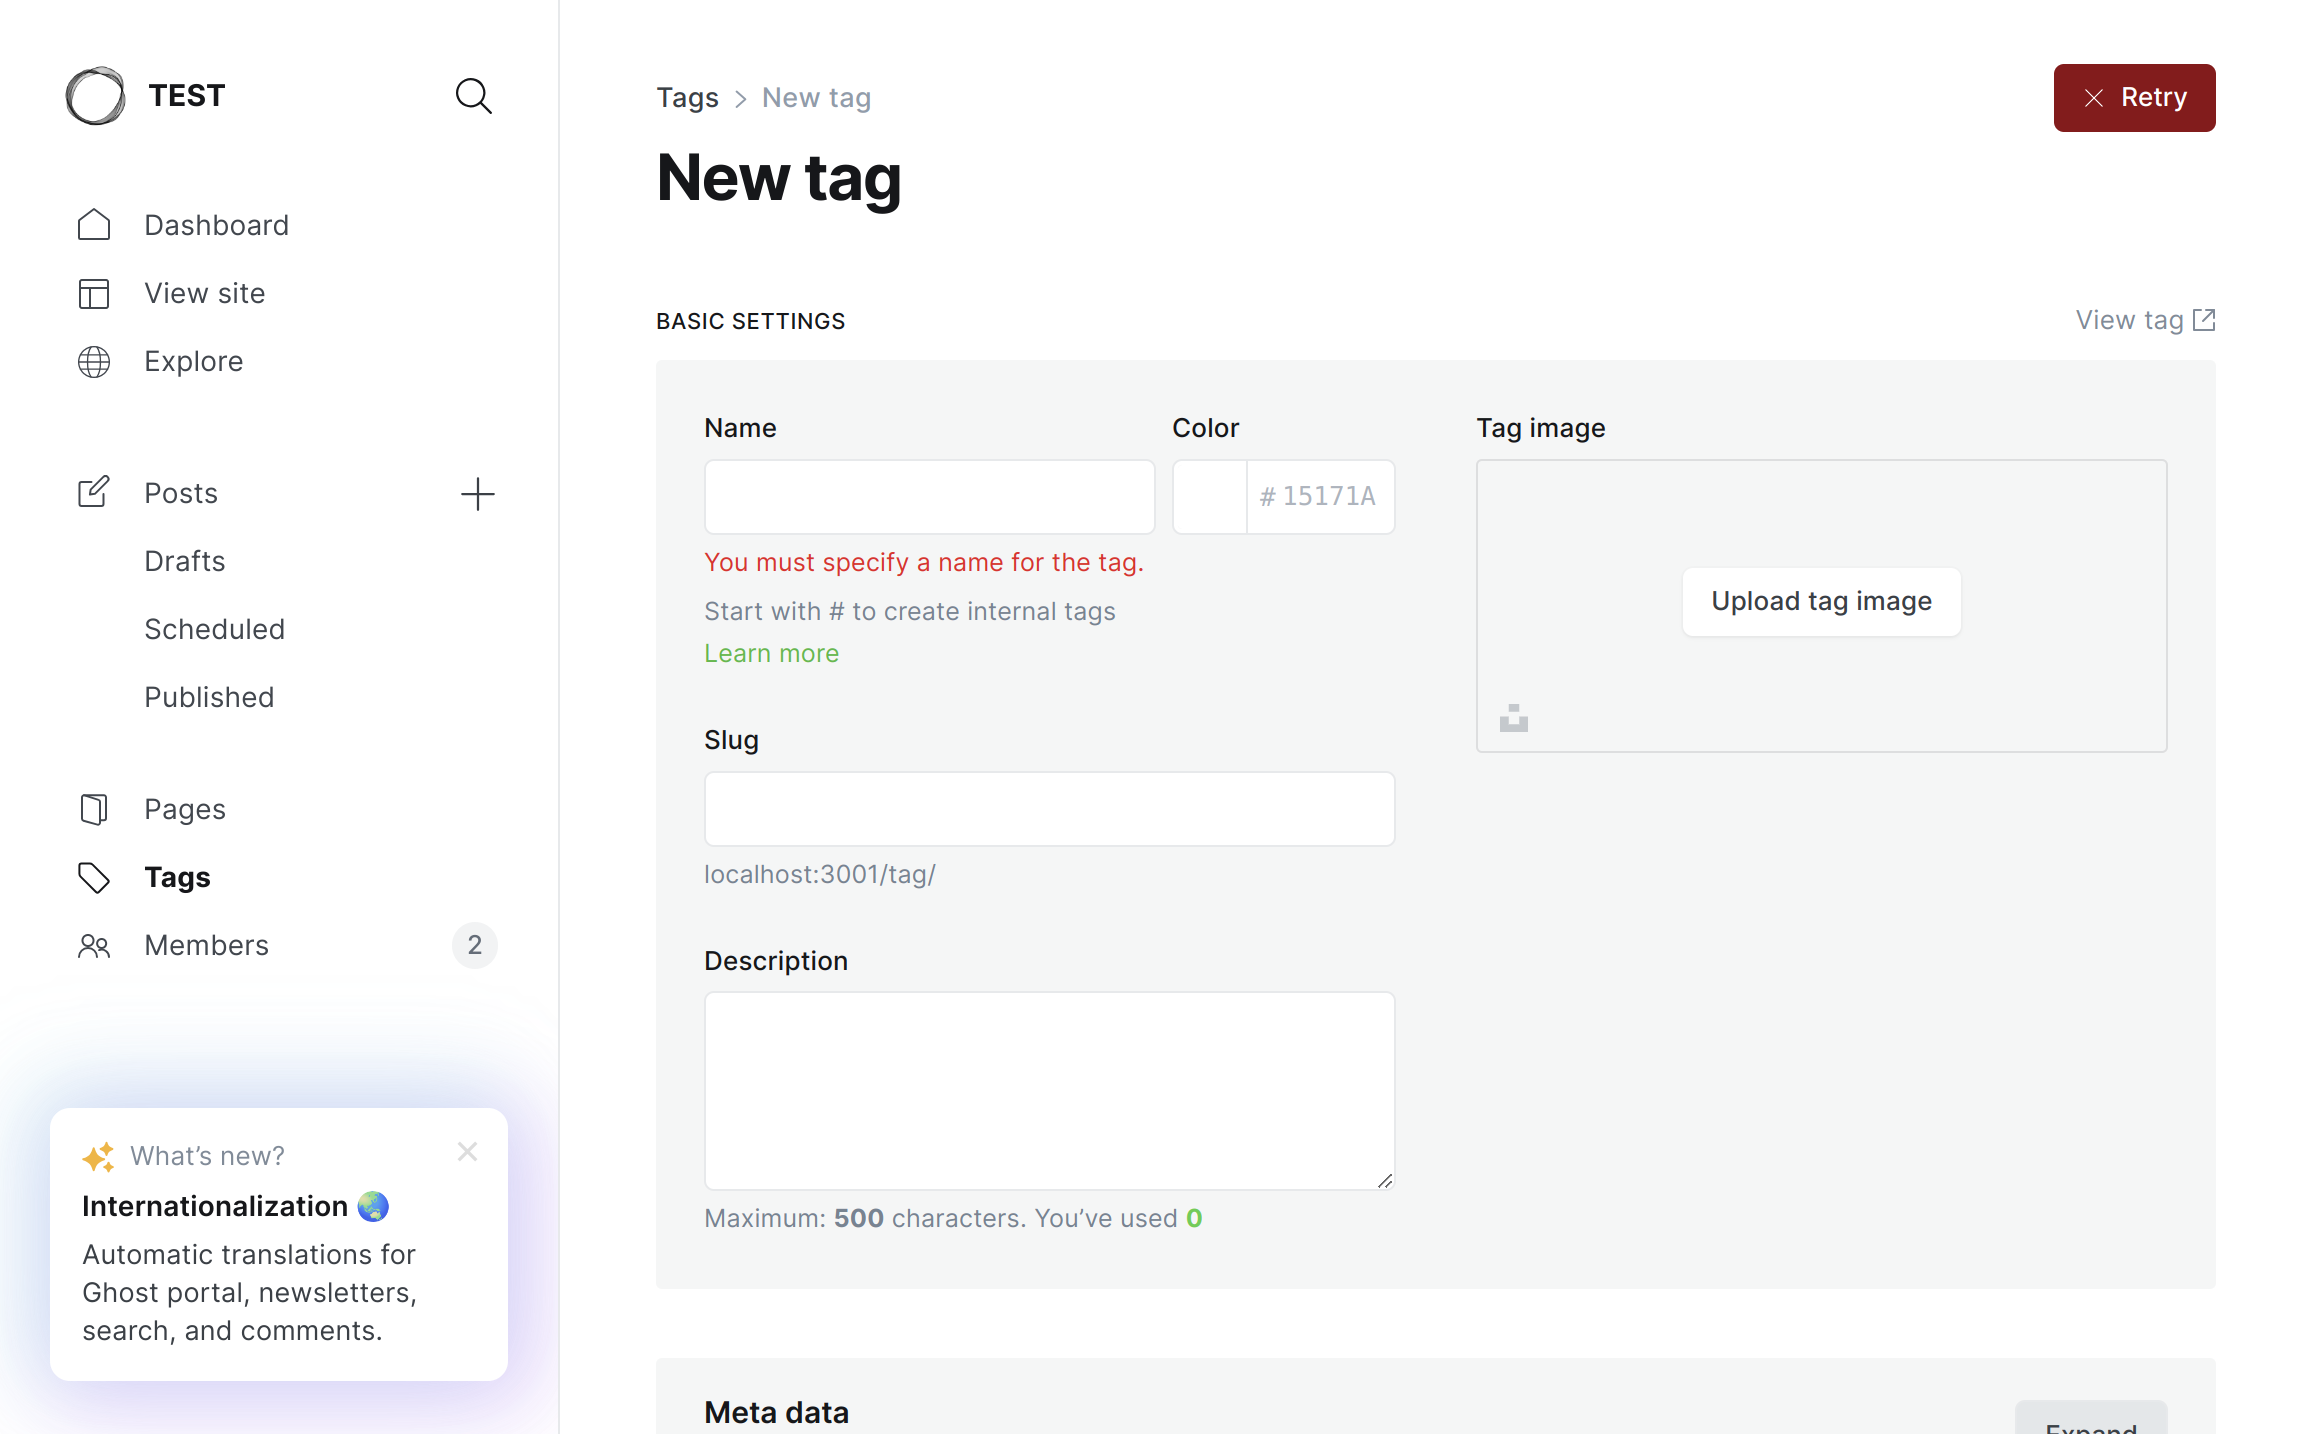 TEST
Dashboard
View site
Explore
Posts
Drafts
Scheduled
Published
Pages
Tags
Members 2
What's new?
Internationalization 🌏
Automatic translations for
Ghost portal, newsletters,
search, and comments.
Tags > New tag
Retry
New tag
BASIC SETTINGS
View tag
Name
You must specify a name for the tag.
Start with # to create internal tags
Learn more
Color
# 15171A
Tag image
Upload tag image
Slug
localhost:3001/tag/
Description
Maximum: 500 characters. You've used 0
Meta data
Expand